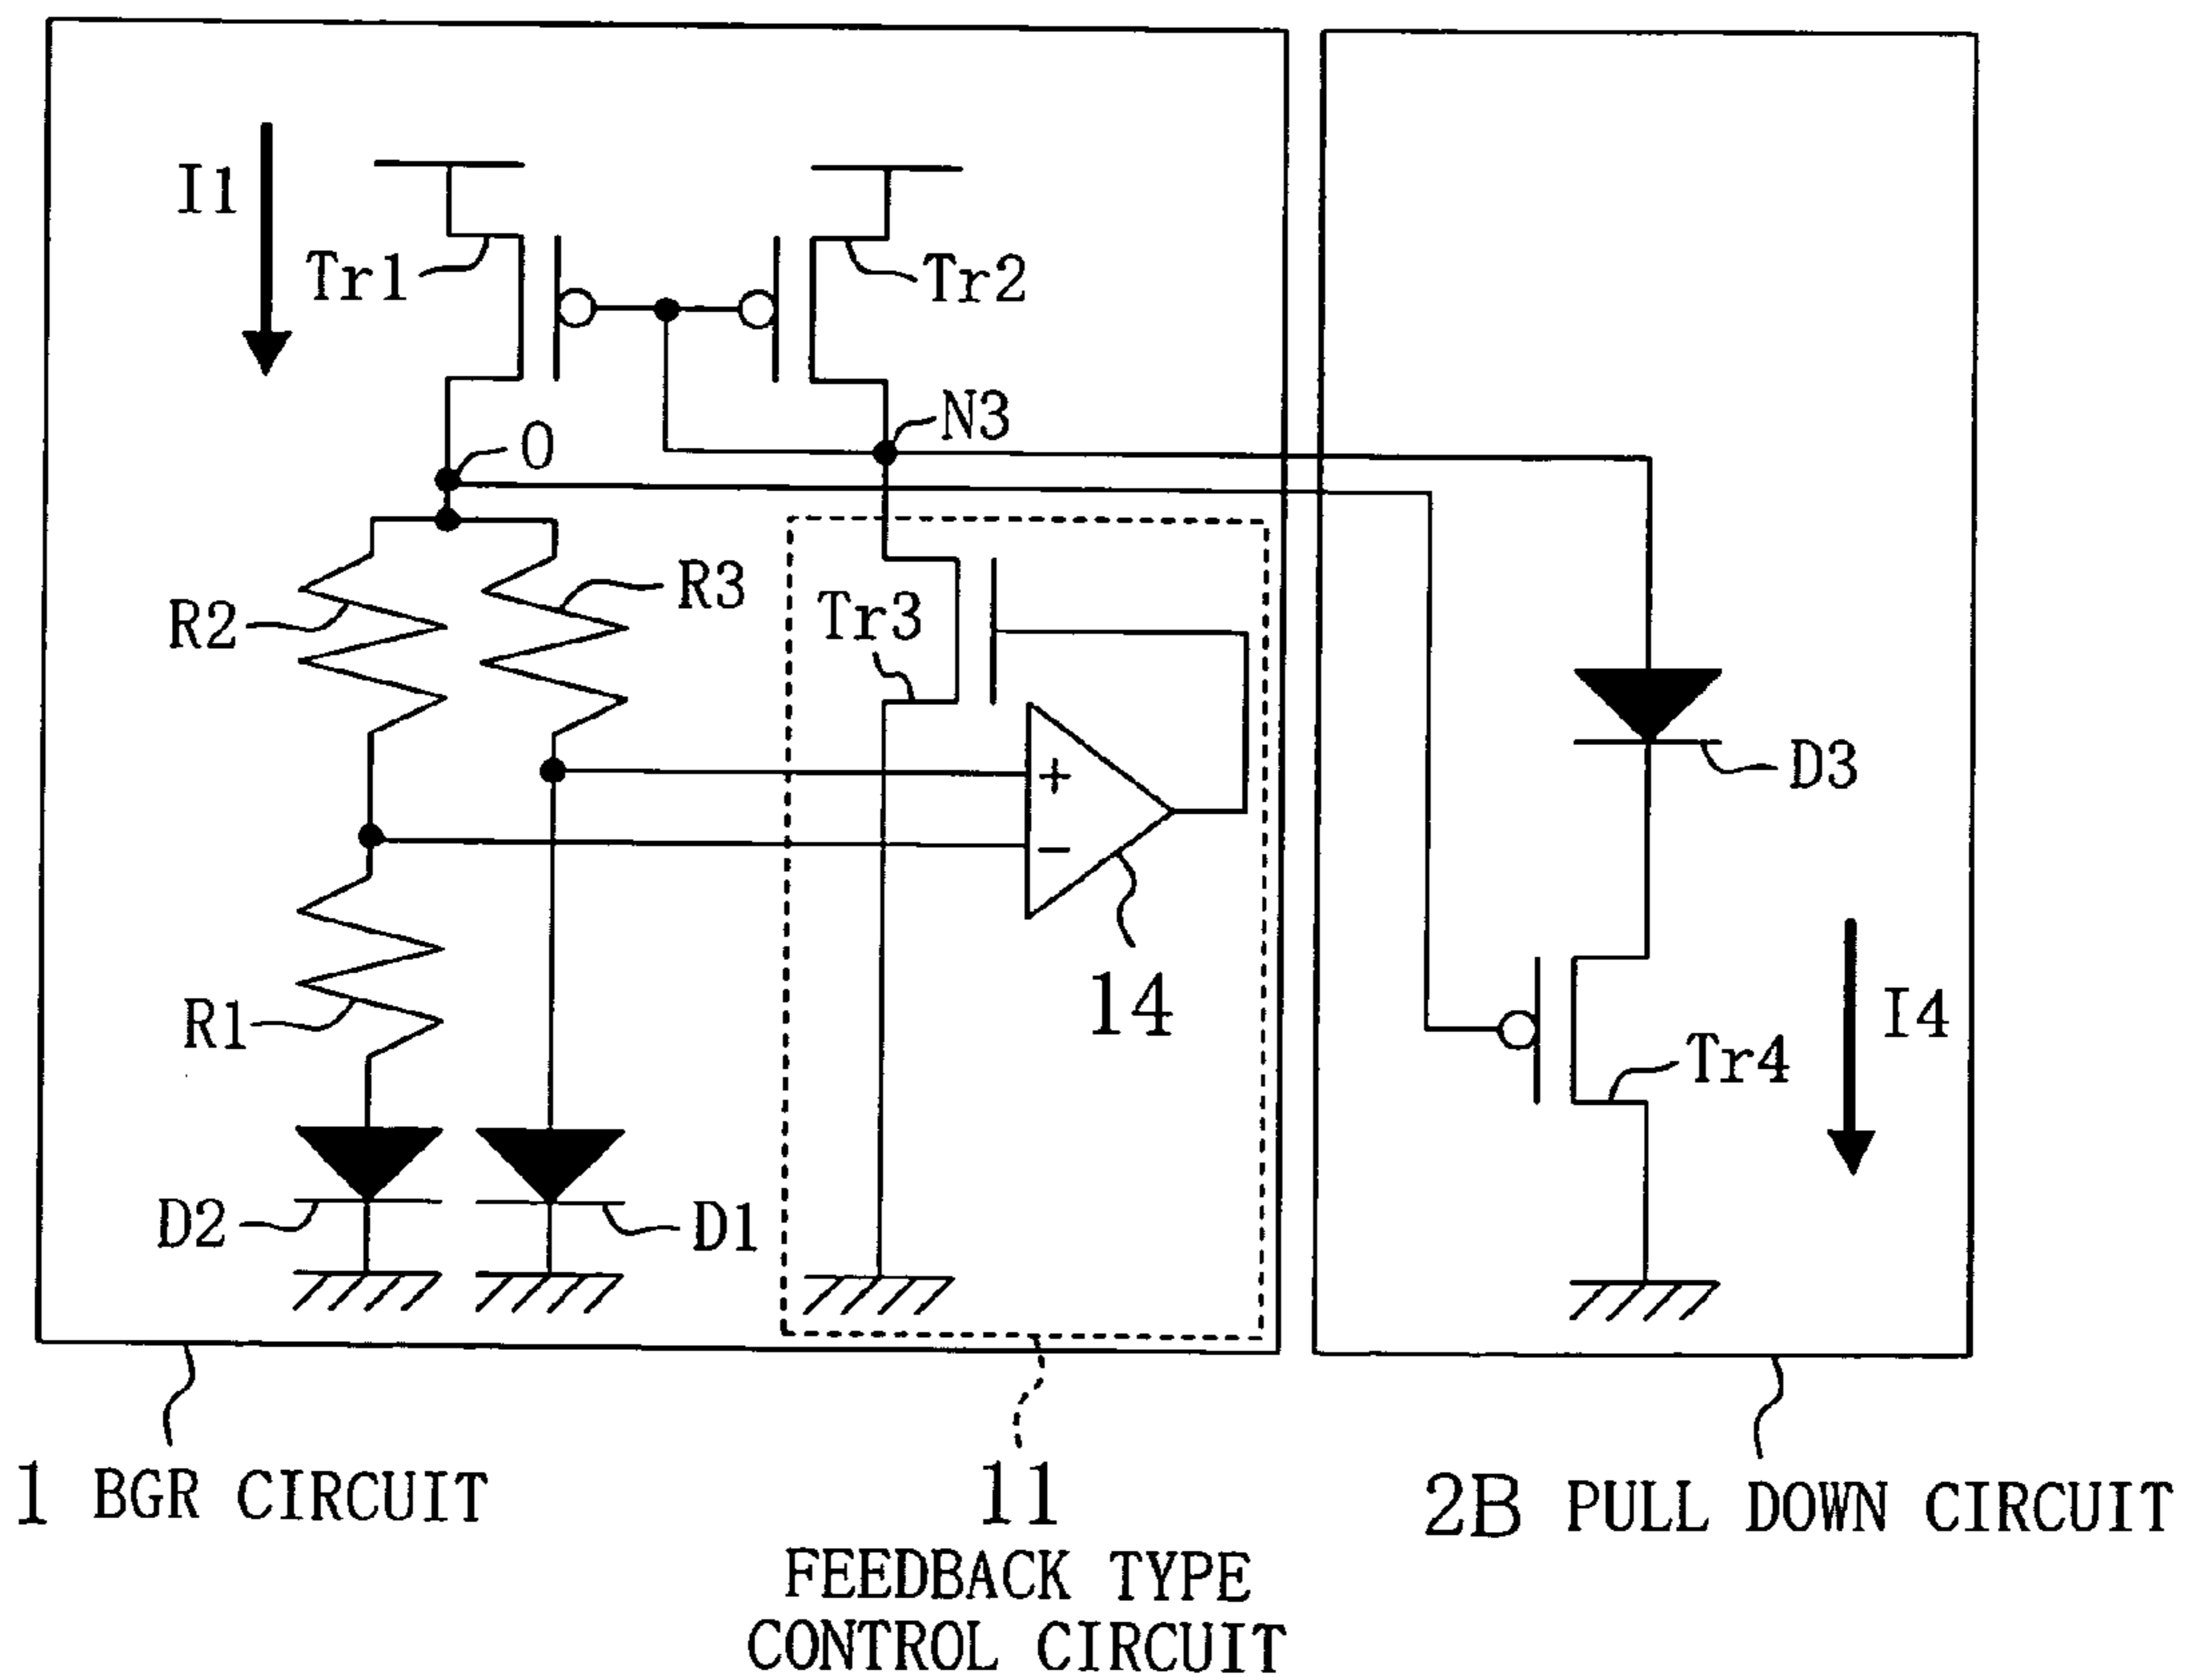 I1
Tr1
Tr2
O
N3
R2
R3
Tr3
+
−
D3
14
R1
Tr4
I4
D2
D1
1 BGR CIRCUIT
11
FEEDBACK TYPE
CONTROL CIRCUIT
2B PULL DOWN CIRCUIT